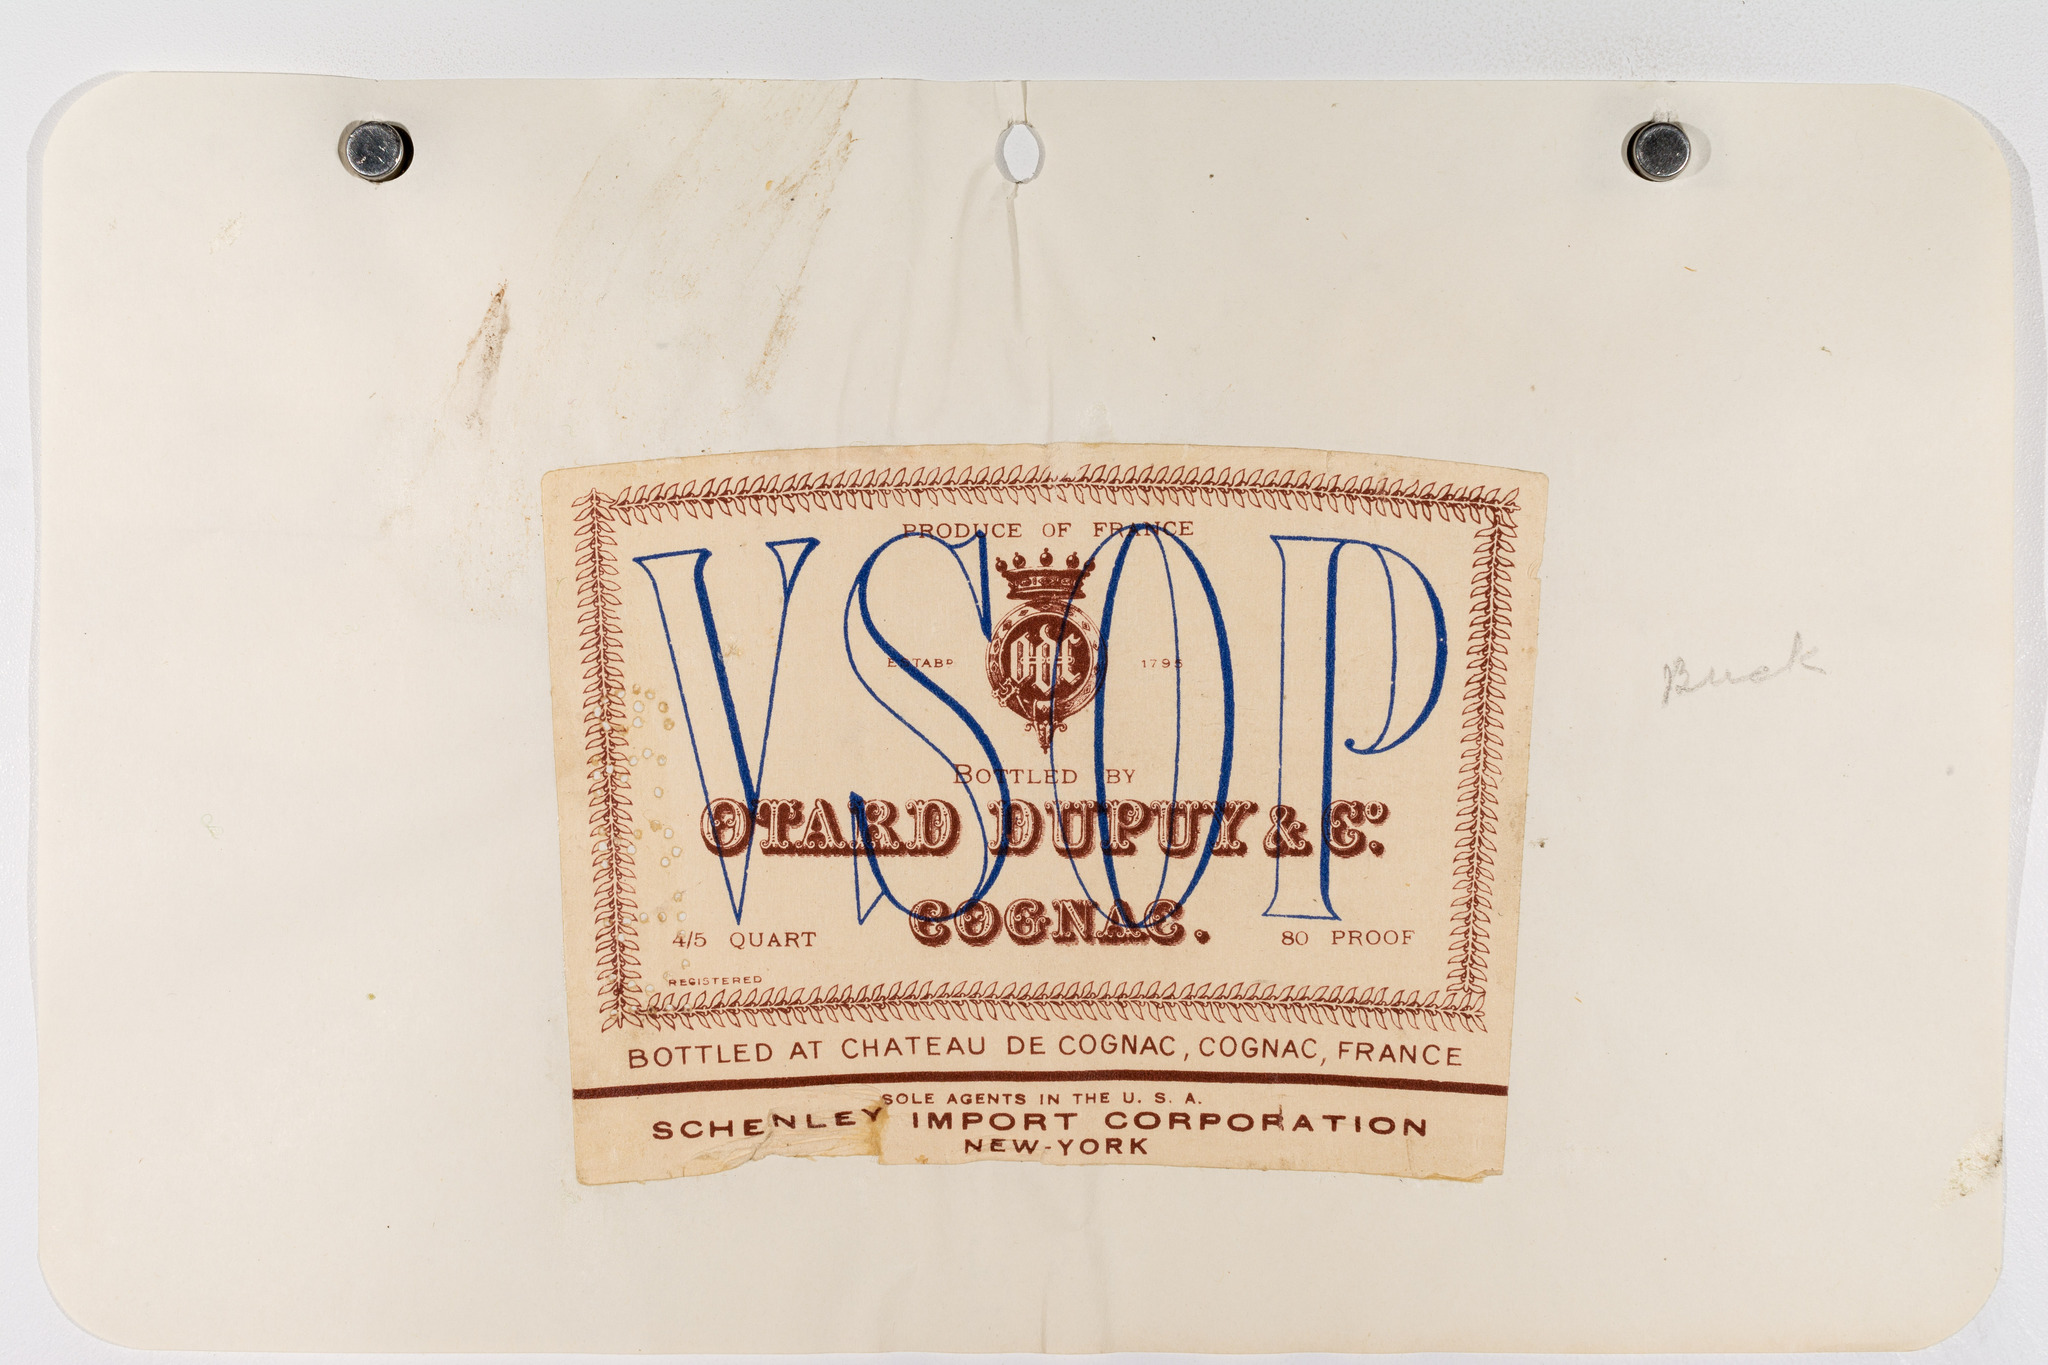 PRODUCE OF FRANCE
VSOP
ESTABD 1795
BOTTLED BY
OTARD DUPUY & Co.
COGNAC.
4/5 QUART 80 PROOF
REGISTERED
BOTTLED AT CHATEAU DE COGNAC, COGNAC, FRANCE
SOLE AGENTS IN THE U. S. A.
SCHENLEY IMPORT CORPORATION
NEW-YORK
Buck